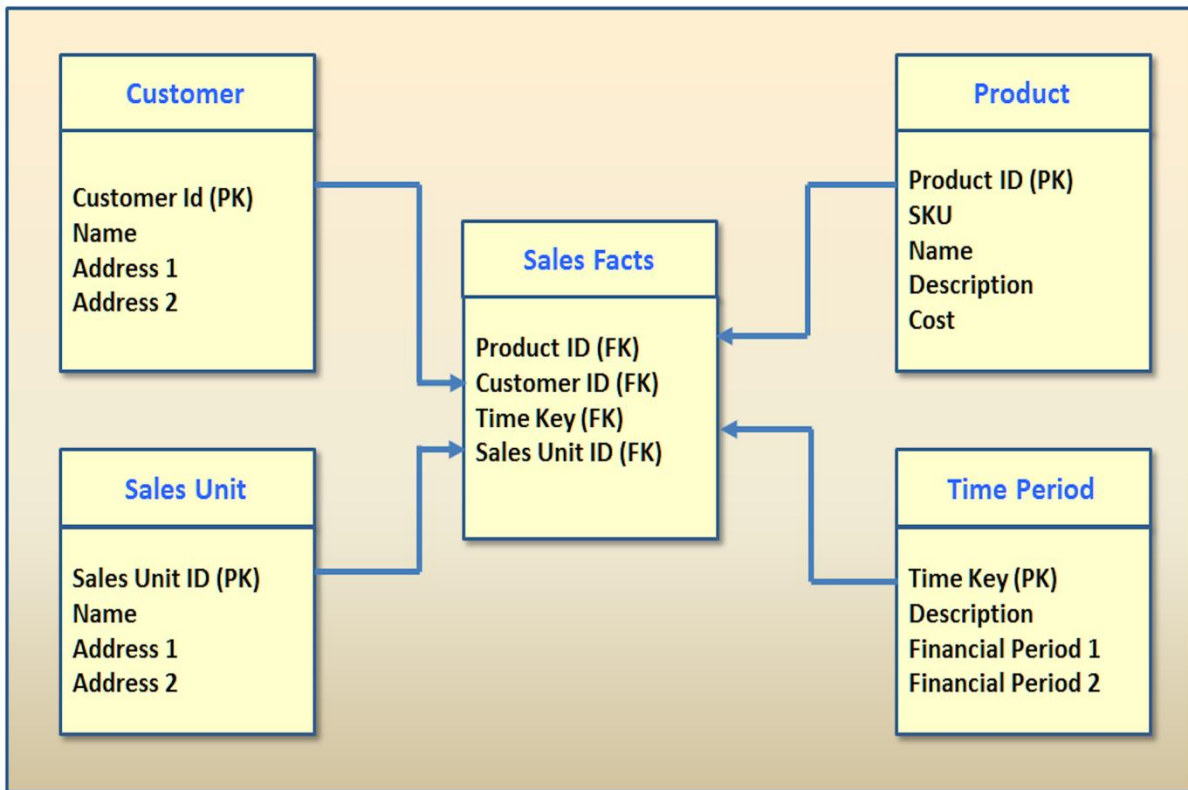 Customer
Customer Id (PK)
Name
Address 1
Address 2
Sales Unit
Sales Unit ID (PK)
Name
Address 1
Address 2
Sales Facts
Product ID (FK)
Customer ID (FK)
Time Key (FK)
Sales Unit ID (FK)
Product
Product ID (PK)
SKU
Name
Description
Cost
Time Period
Time Key (PK)
Description
Financial Period 1
Financial Period 2